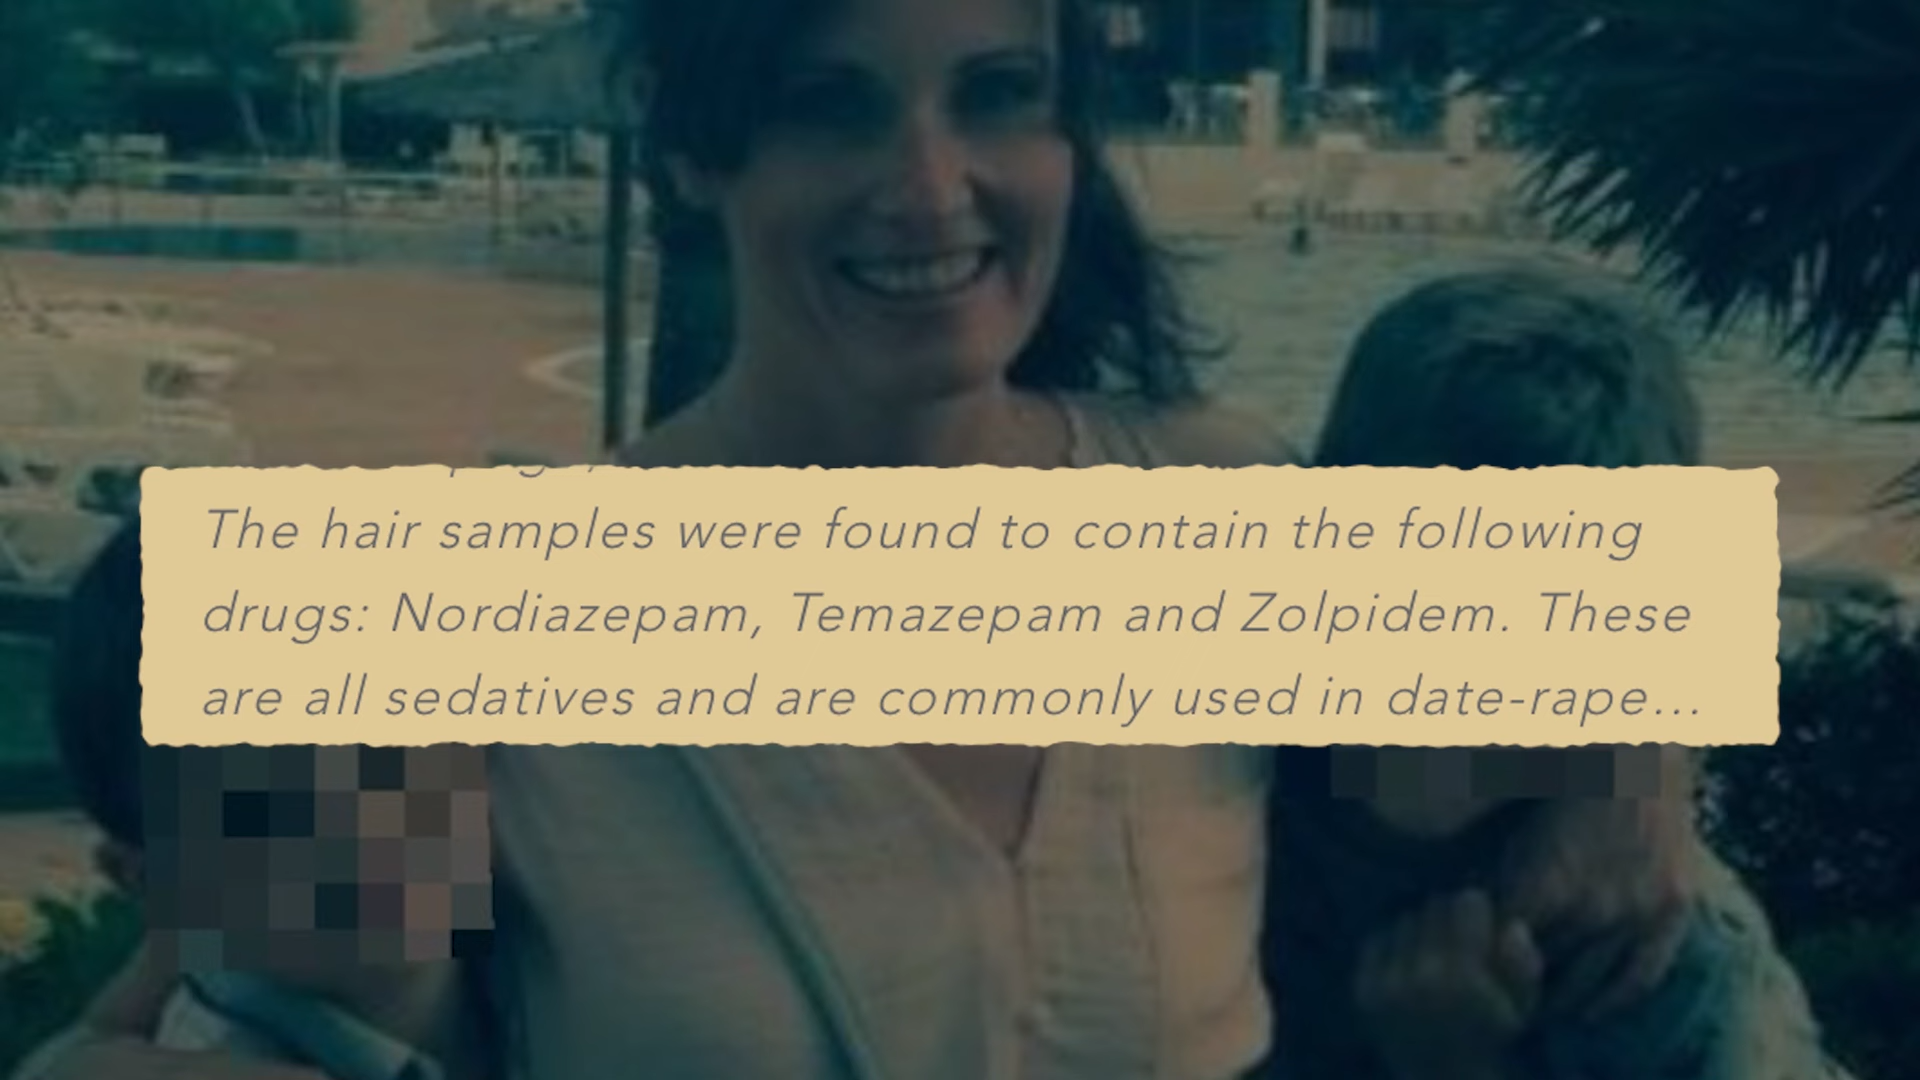 The hair samples were found to contain the following
drugs: Nordiazepam, Temazepam and Zolpidem. These
are all sedatives and are commonly used in date-rape...